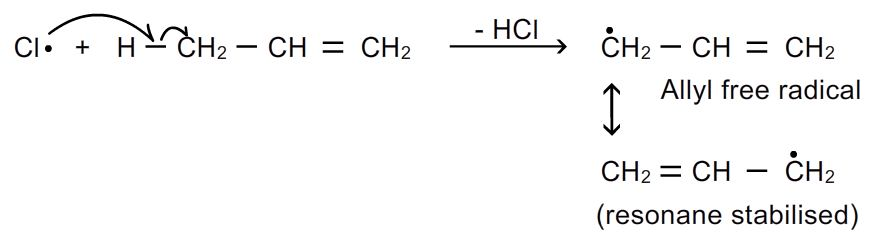 Cl• + H — CH₂ — CH = CH₂ - HCl ĊH₂ — CH = CH₂
Allyl free radical
CH₂ = CH — ĊH₂
(resonane stabilised)